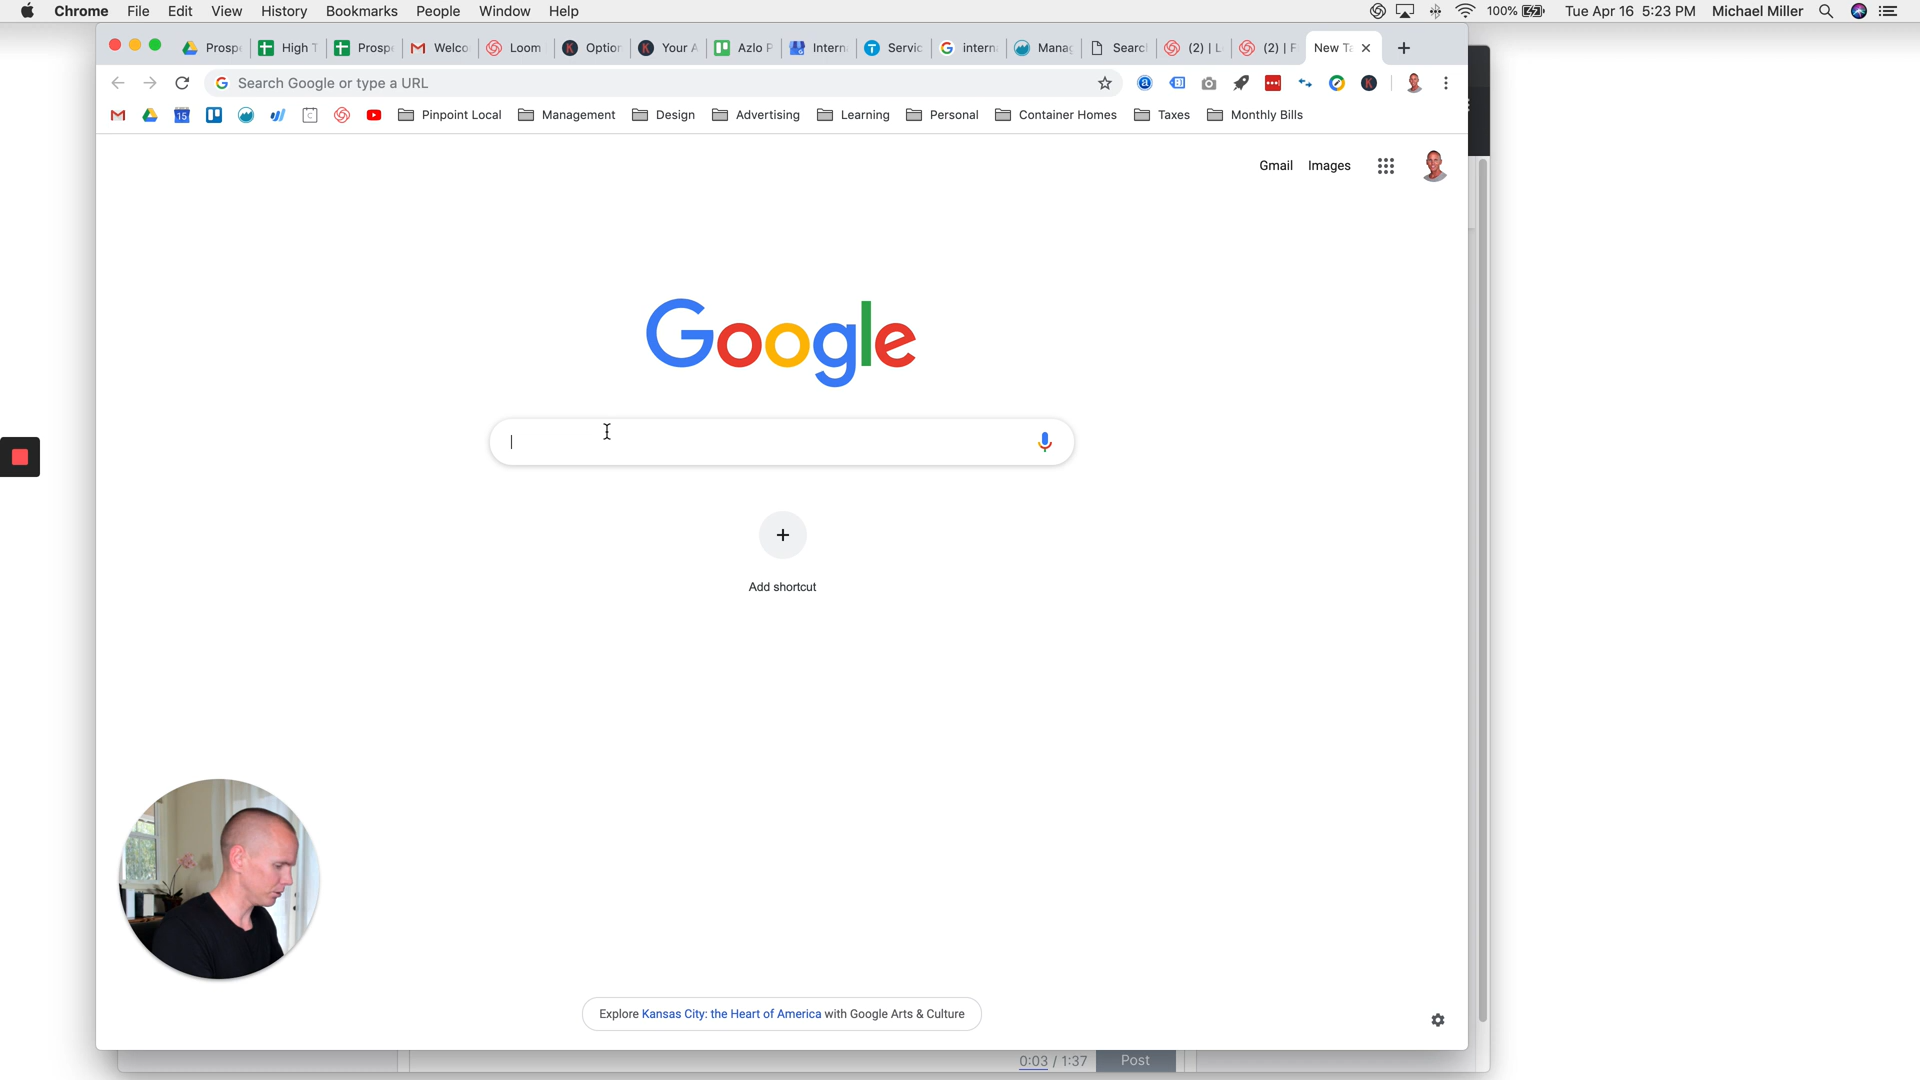 Chrome File Edit View History Bookmarks People Window Help 100% Tue Apr 16 5:23 PM Michael Miller
Prosp High T Prosp Welco Loom Option Your A Azlo P Intern Servic intern Manag Searc (2) | L (2) | F New Ta
Search Google or type a URL
15 Pinpoint Local Management Design Advertising Learning Personal Container Homes Taxes Monthly Bills
Gmail Images
Google
Add shortcut
Explore Kansas City: the Heart of America with Google Arts & Culture
0:03 / 1:37 Post